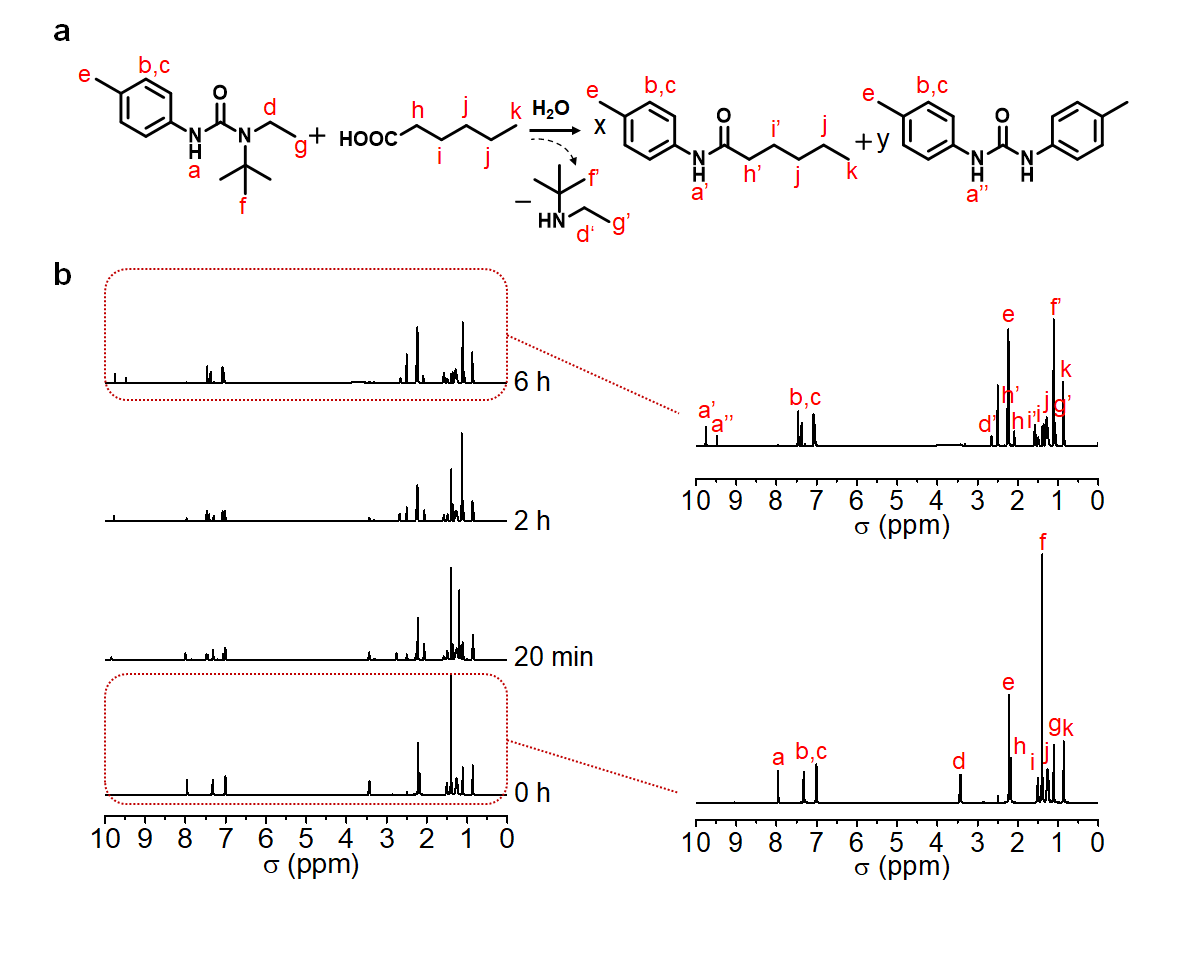 a
e b,c O d
g + HOOC h i j j k
N H a N f
H₂O
– f' HN d' g'
x e b,c O i' j
N H a' h' j k
+ y e b,c O
N H a'' N H
b
6 h
2 h
20 min
0 h
10 9 8 7 6 5 4 3 2 1 0
σ (ppm)
a' a'' b,c d' e h' h i' i j f' g' k
10 9 8 7 6 5 4 3 2 1 0
σ (ppm)
a b,c d e h i f j g k
10 9 8 7 6 5 4 3 2 1 0
σ (ppm)